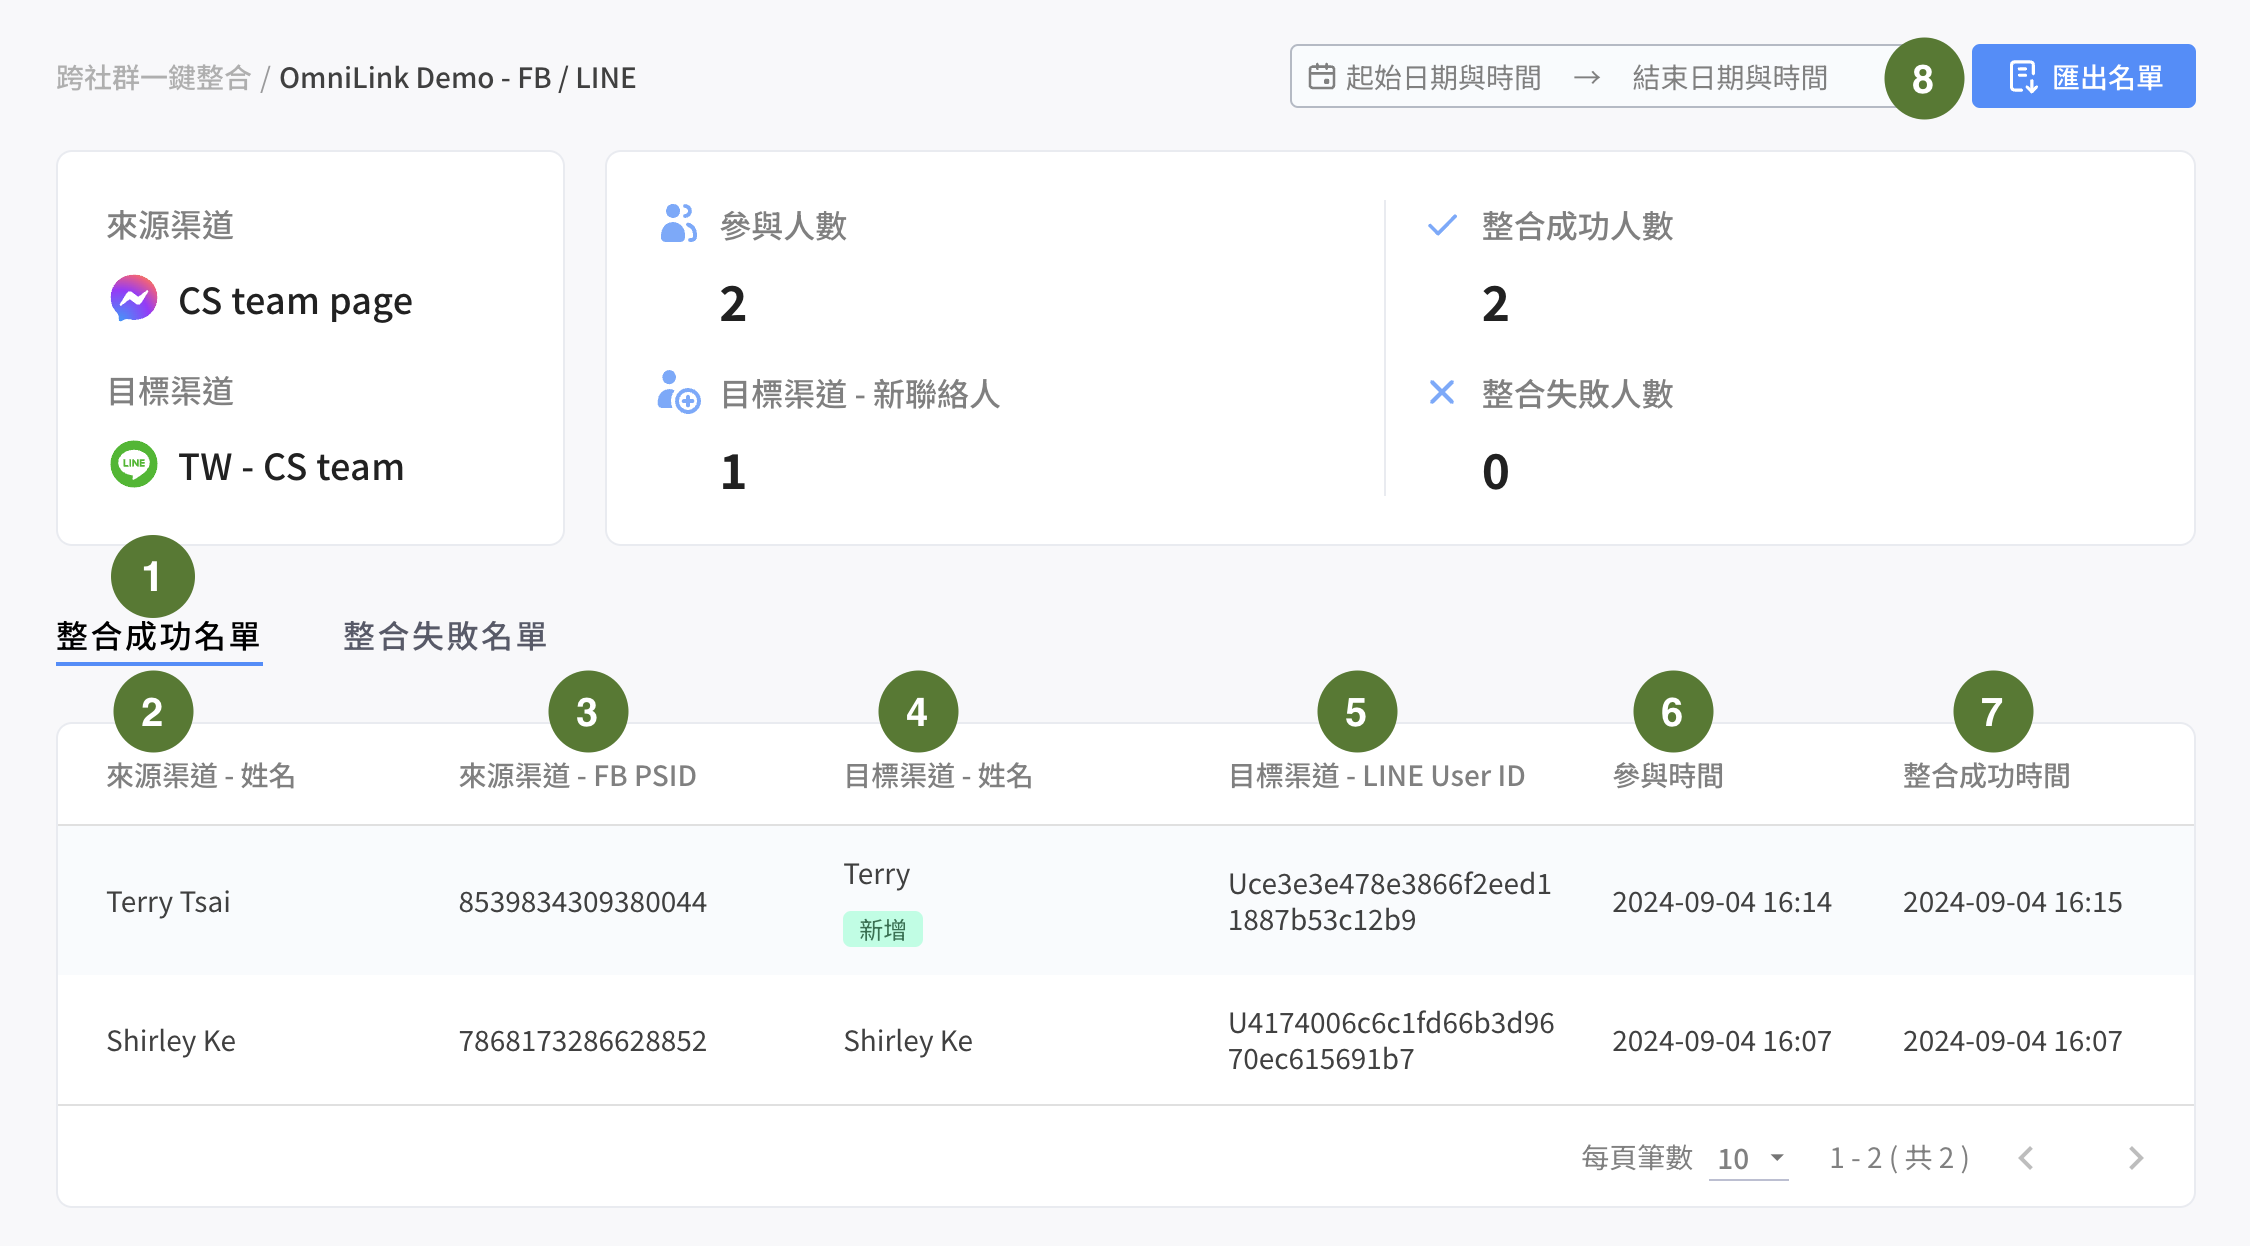 跨社群一鍵整合 / OmniLink Demo - FB / LINE
起始日期與時間 → 結束日期與時間
8
匯出名單
來源渠道
CS team page
目標渠道
LINE
TW - CS team
參與人數
2
整合成功人數
2
目標渠道 - 新聯絡人
1
整合失敗人數
0
1
整合成功名單 整合失敗名單
2 3 4 5 6 7
來源渠道 - 姓名 來源渠道 - FB PSID 目標渠道 - 姓名 目標渠道 - LINE User ID 參與時間 整合成功時間
Terry Tsai 8539834309380044 Terry 新增 Uce3e3e478e3866f2eed1
1887b53c12b9 2024-09-04 16:14 2024-09-04 16:15
Shirley Ke 7868173286628852 Shirley Ke U4174006c6c1fd66b3d96
70ec615691b7 2024-09-04 16:07 2024-09-04 16:07
每頁筆數 10 1 - 2 ( 共 2 )